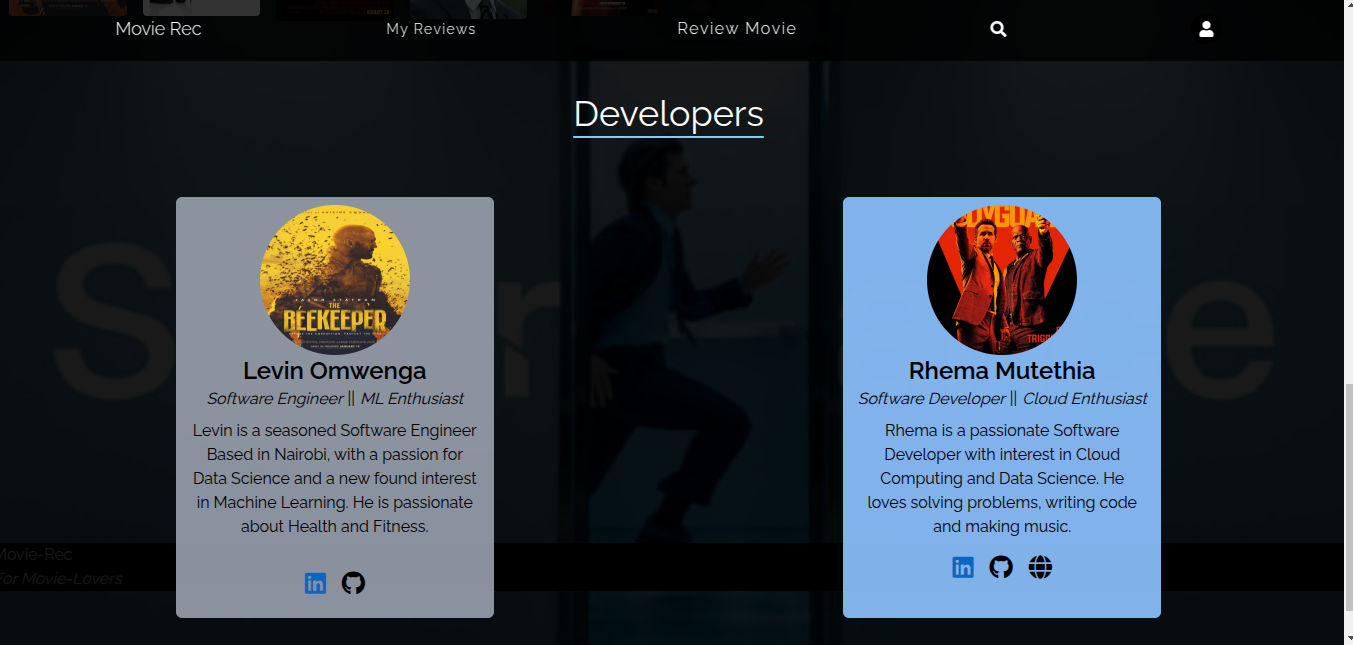 Movie Rec
My Reviews
Review Movie
Developers
JASON STATHAM
THE
BEEKEEPER
Levin Omwenga
Software Engineer || ML Enthusiast
Levin is a seasoned Software Engineer
Based in Nairobi, with a passion for
Data Science and a new found interest
in Machine Learning. He is passionate
about Health and Fitness.
Rhema Mutethia
Software Developer || Cloud Enthusiast
Rhema is a passionate Software
Developer with interest in Cloud
Computing and Data Science. He
loves solving problems, writing code
and making music.
Movie-Rec
For Movie-Lovers